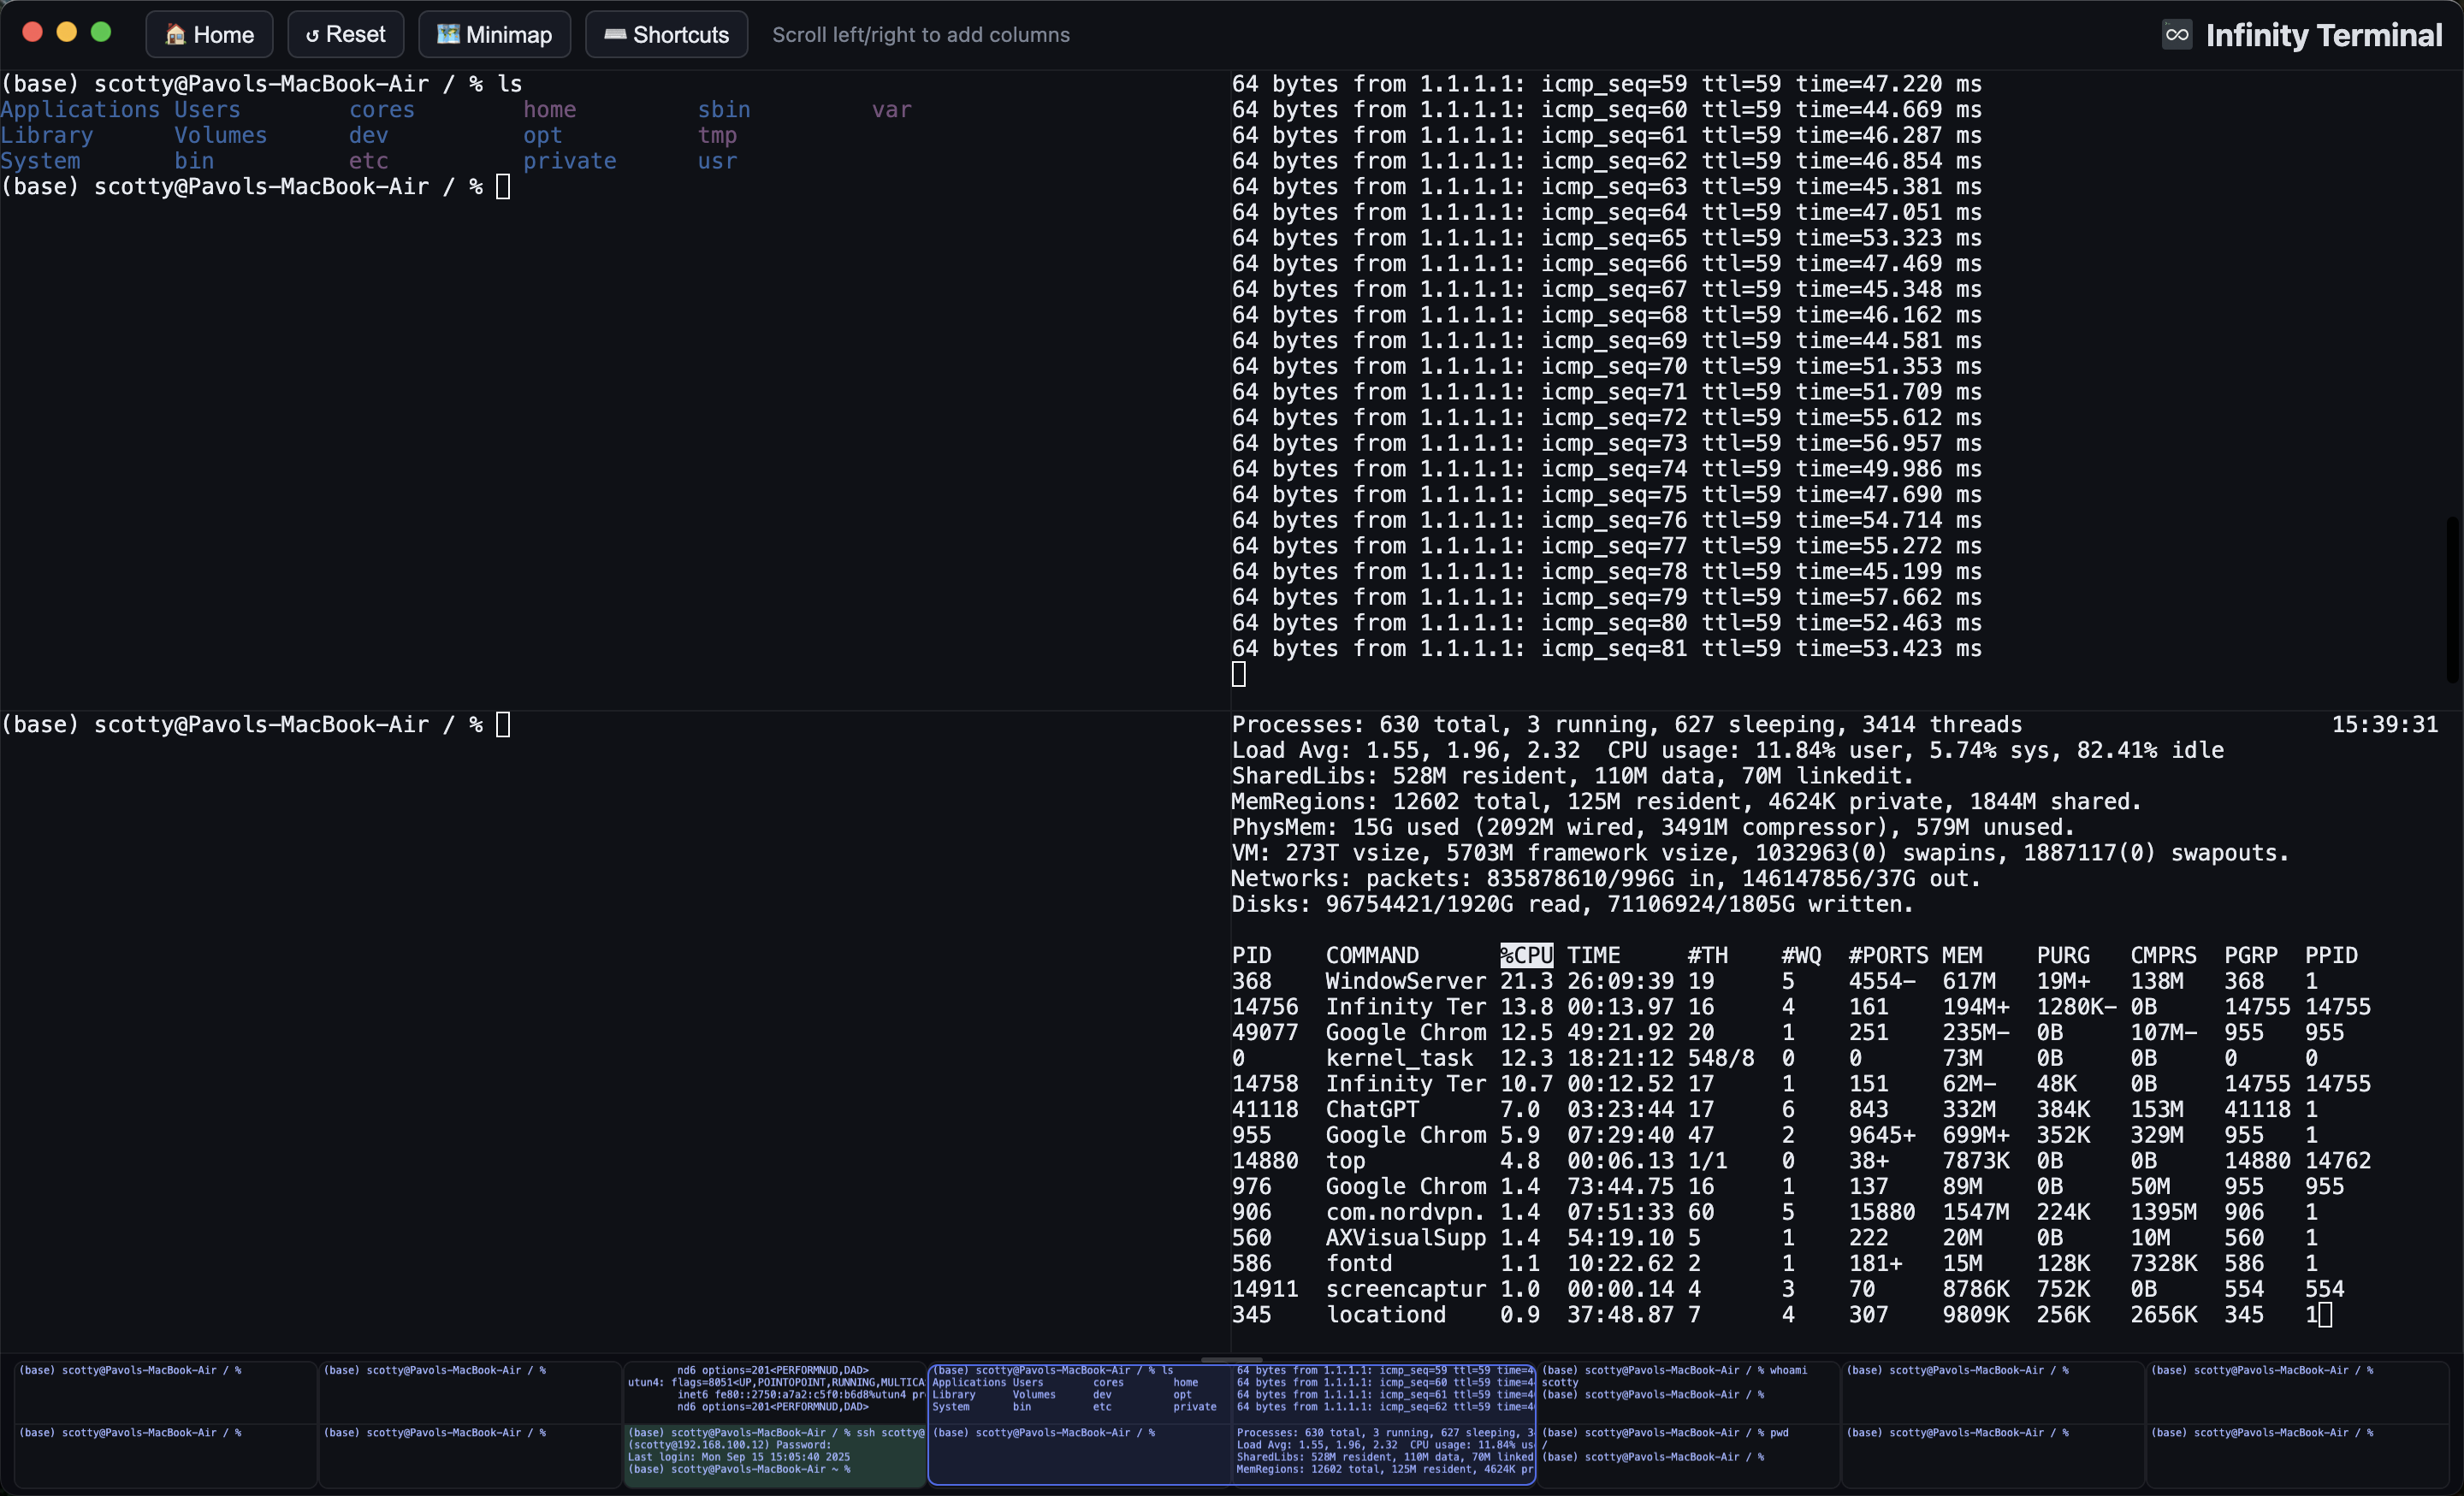 Home
↺ Reset
Minimap
Shortcuts
Scroll left/right to add columns
Infinity Terminal
(base) scotty@Pavols-MacBook-Air / % ls
Applications Users cores home sbin var
Library Volumes dev opt tmp
System bin etc private usr
(base) scotty@Pavols-MacBook-Air / %
64 bytes from 1.1.1.1: icmp_seq=59 ttl=59 time=47.220 ms
64 bytes from 1.1.1.1: icmp_seq=60 ttl=59 time=44.669 ms
64 bytes from 1.1.1.1: icmp_seq=61 ttl=59 time=46.287 ms
64 bytes from 1.1.1.1: icmp_seq=62 ttl=59 time=46.854 ms
64 bytes from 1.1.1.1: icmp_seq=63 ttl=59 time=45.381 ms
64 bytes from 1.1.1.1: icmp_seq=64 ttl=59 time=47.051 ms
64 bytes from 1.1.1.1: icmp_seq=65 ttl=59 time=53.323 ms
64 bytes from 1.1.1.1: icmp_seq=66 ttl=59 time=47.469 ms
64 bytes from 1.1.1.1: icmp_seq=67 ttl=59 time=45.348 ms
64 bytes from 1.1.1.1: icmp_seq=68 ttl=59 time=46.162 ms
64 bytes from 1.1.1.1: icmp_seq=69 ttl=59 time=44.581 ms
64 bytes from 1.1.1.1: icmp_seq=70 ttl=59 time=51.353 ms
64 bytes from 1.1.1.1: icmp_seq=71 ttl=59 time=51.709 ms
64 bytes from 1.1.1.1: icmp_seq=72 ttl=59 time=55.612 ms
64 bytes from 1.1.1.1: icmp_seq=73 ttl=59 time=56.957 ms
64 bytes from 1.1.1.1: icmp_seq=74 ttl=59 time=49.986 ms
64 bytes from 1.1.1.1: icmp_seq=75 ttl=59 time=47.690 ms
64 bytes from 1.1.1.1: icmp_seq=76 ttl=59 time=54.714 ms
64 bytes from 1.1.1.1: icmp_seq=77 ttl=59 time=55.272 ms
64 bytes from 1.1.1.1: icmp_seq=78 ttl=59 time=45.199 ms
64 bytes from 1.1.1.1: icmp_seq=79 ttl=59 time=57.662 ms
64 bytes from 1.1.1.1: icmp_seq=80 ttl=59 time=52.463 ms
64 bytes from 1.1.1.1: icmp_seq=81 ttl=59 time=53.423 ms
(base) scotty@Pavols-MacBook-Air / %
Processes: 630 total, 3 running, 627 sleeping, 3414 threads 15:39:31
Load Avg: 1.55, 1.96, 2.32 CPU usage: 11.84% user, 5.74% sys, 82.41% idle
SharedLibs: 528M resident, 110M data, 70M linkedit.
MemRegions: 12602 total, 125M resident, 4624K private, 1844M shared.
PhysMem: 15G used (2092M wired, 3491M compressor), 579M unused.
VM: 273T vsize, 5703M framework vsize, 1032963(0) swapins, 1887117(0) swapouts.
Networks: packets: 835878610/996G in, 146147856/37G out.
Disks: 96754421/1920G read, 71106924/1805G written.
PID COMMAND %CPU TIME #TH #WQ #PORTS MEM PURG CMPRS PGRP PPID
368 WindowServer 21.3 26:09:39 19 5 4554- 617M 19M+ 138M 368 1
14756 Infinity Ter 13.8 00:13.97 16 4 161 194M+ 1280K- 0B 14755 14755
49077 Google Chrom 12.5 49:21.92 20 1 251 235M- 0B 107M- 955 955
0 kernel_task 12.3 18:21:12 548/8 0 0 73M 0B 0B 0 0
14758 Infinity Ter 10.7 00:12.52 17 1 151 62M- 48K 0B 14755 14755
41118 ChatGPT 7.0 03:23:44 17 6 843 332M 384K 153M 41118 1
955 Google Chrom 5.9 07:29:40 47 2 9645+ 699M+ 352K 329M 955 1
14880 top 4.8 00:06.13 1/1 0 38+ 7873K 0B 0B 14880 14762
976 Google Chrom 1.4 73:44.75 16 1 137 89M 0B 50M 955 955
906 com.nordvpn. 1.4 07:51:33 60 5 15880 1547M 224K 1395M 906 1
560 AXVisualSupp 1.4 54:19.10 5 1 222 20M 0B 10M 560 1
586 fontd 1.1 10:22.62 2 1 181+ 15M 128K 7328K 586 1
14911 screencaptur 1.0 00:00.14 4 3 70 8786K 752K 0B 554 554
345 locationd 0.9 37:48.87 7 4 307 9809K 256K 2656K 345 1
(base) scotty@Pavols-MacBook-Air / %
(base) scotty@Pavols-MacBook-Air / %
nd6 options=201<PERFORMNUD,DAD>
utun4: flags=8051<UP,POINTOPOINT,RUNNING,MULTICA
inet6 fe80::2750:a7a2:c5f0:b6d8%utun4 pr
nd6 options=201<PERFORMNUD,DAD>
(base) scotty@Pavols-MacBook-Air / % ls
Applications Users cores home
Library Volumes dev opt
System bin etc private
64 bytes from 1.1.1.1: icmp_seq=59 ttl=59 time=4
64 bytes from 1.1.1.1: icmp_seq=60 ttl=59 time=4
64 bytes from 1.1.1.1: icmp_seq=61 ttl=59 time=4
64 bytes from 1.1.1.1: icmp_seq=62 ttl=59 time=4
(base) scotty@Pavols-MacBook-Air / % whoami
scotty
(base) scotty@Pavols-MacBook-Air / %
(base) scotty@Pavols-MacBook-Air / %
(base) scotty@Pavols-MacBook-Air / %
(base) scotty@Pavols-MacBook-Air / %
(base) scotty@Pavols-MacBook-Air / %
(base) scotty@Pavols-MacBook-Air / % ssh scotty@
(scotty@192.168.100.12) Password:
Last login: Mon Sep 15 15:05:40 2025
(base) scotty@Pavols-MacBook-Air ~ %
(base) scotty@Pavols-MacBook-Air / %
Processes: 630 total, 3 running, 627 sleeping, 3
Load Avg: 1.55, 1.96, 2.32 CPU usage: 11.84% us
SharedLibs: 528M resident, 110M data, 70M linked
MemRegions: 12602 total, 125M resident, 4624K pr
(base) scotty@Pavols-MacBook-Air / % pwd
/
(base) scotty@Pavols-MacBook-Air / %
(base) scotty@Pavols-MacBook-Air / %
(base) scotty@Pavols-MacBook-Air / %